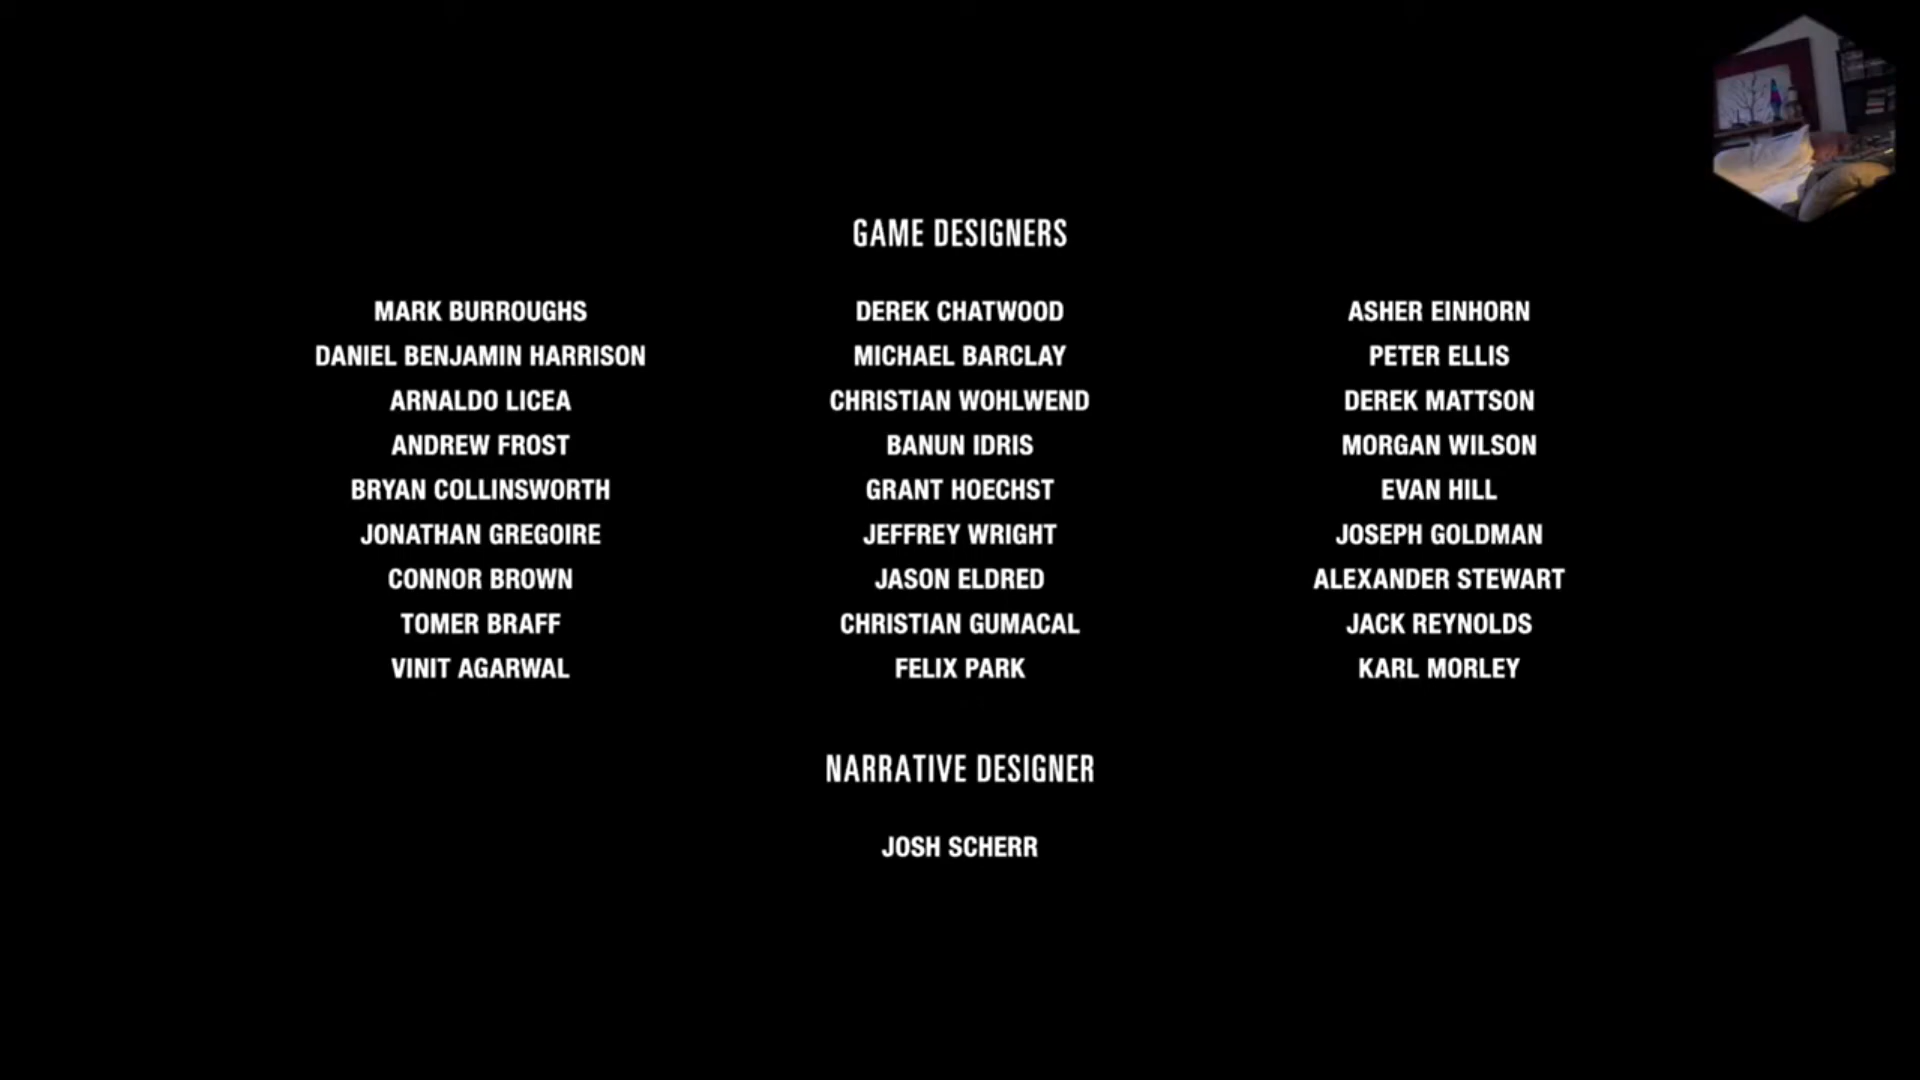 GAME DESIGNERS
MARK BURROUGHS DEREK CHATWOOD ASHER EINHORN
DANIEL BENJAMIN HARRISON MICHAEL BARCLAY PETER ELLIS
ARNALDO LICEA CHRISTIAN WOHLWEND DEREK MATTSON
ANDREW FROST BANUN IDRIS MORGAN WILSON
BRYAN COLLINSWORTH GRANT HOECHST EVAN HILL
JONATHAN GREGOIRE JEFFREY WRIGHT JOSEPH GOLDMAN
CONNOR BROWN JASON ELDRED ALEXANDER STEWART
TOMER BRAFF CHRISTIAN GUMACAL JACK REYNOLDS
VINIT AGARWAL FELIX PARK KARL MORLEY
NARRATIVE DESIGNER
JOSH SCHERR